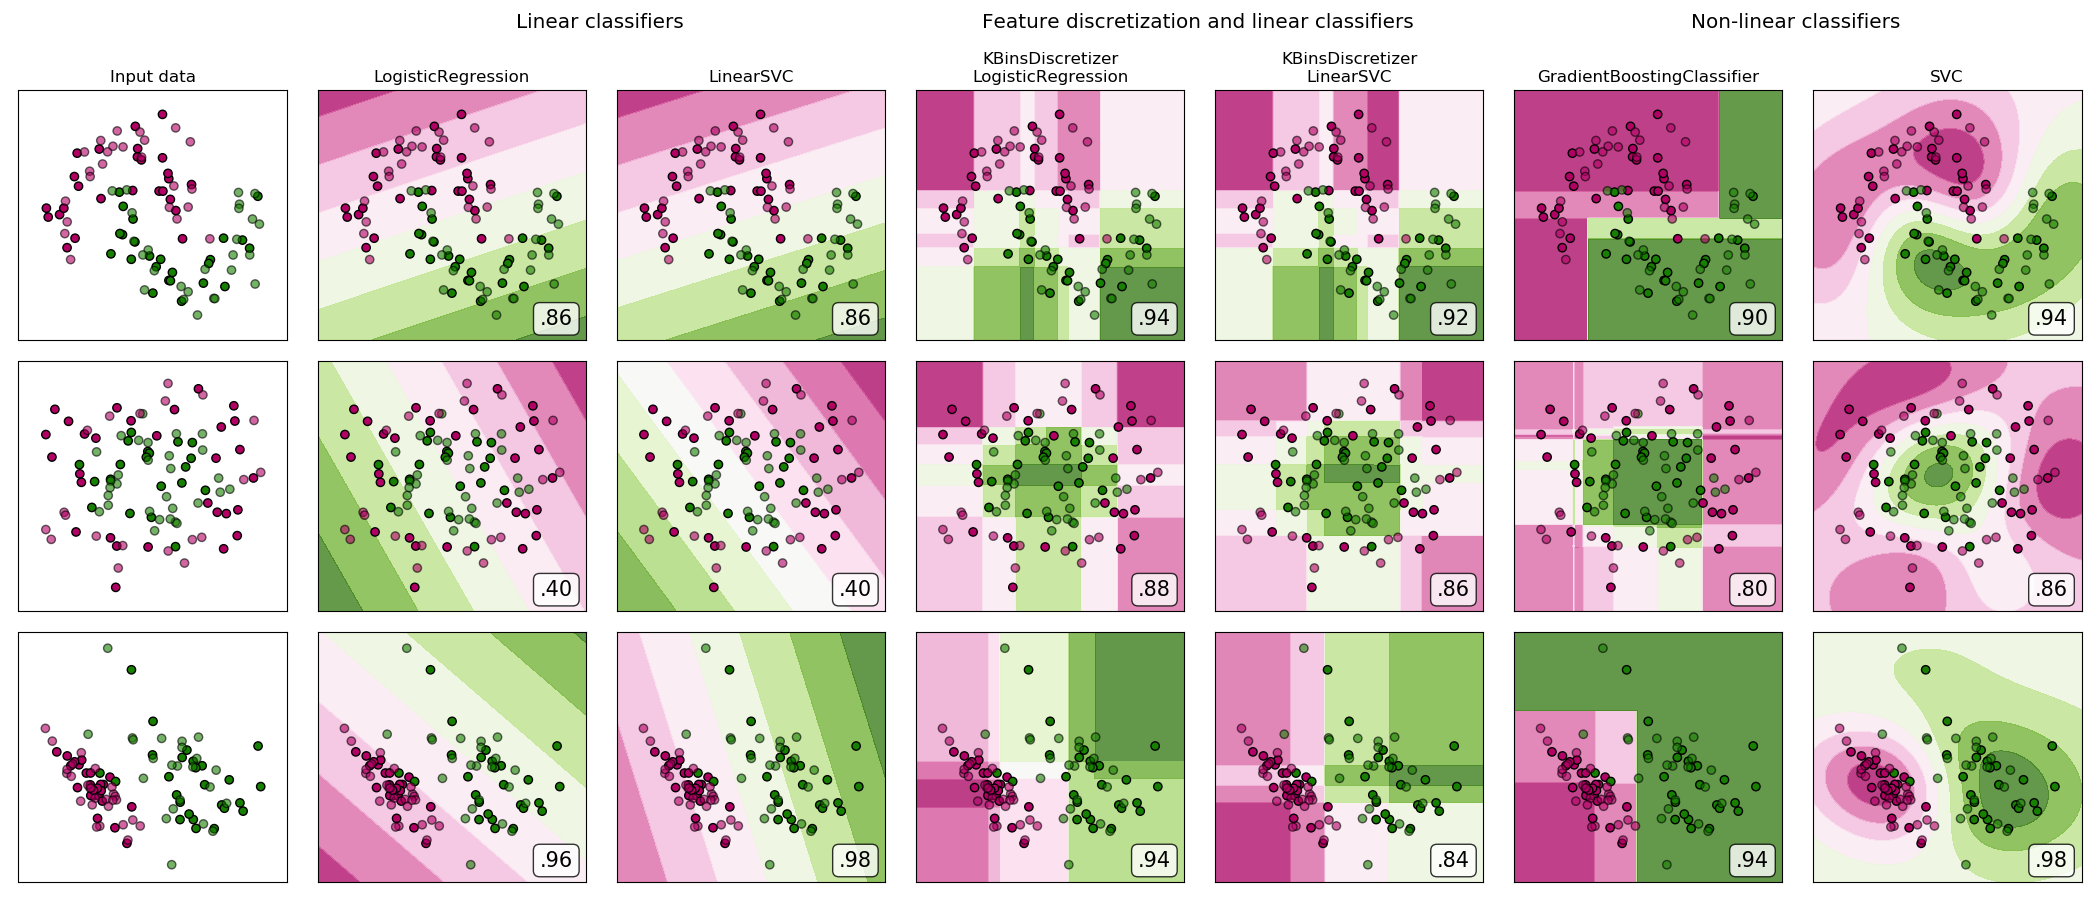 Linear classifiers
Feature discretization and linear classifiers
Non-linear classifiers
Input data
LogisticRegression
LinearSVC
KBinsDiscretizer
LogisticRegression
KBinsDiscretizer
LinearSVC
GradientBoostingClassifier
SVC
.86
.86
.94
.92
.90
.94
.40
.40
.88
.86
.80
.86
.96
.98
.94
.84
.94
.98